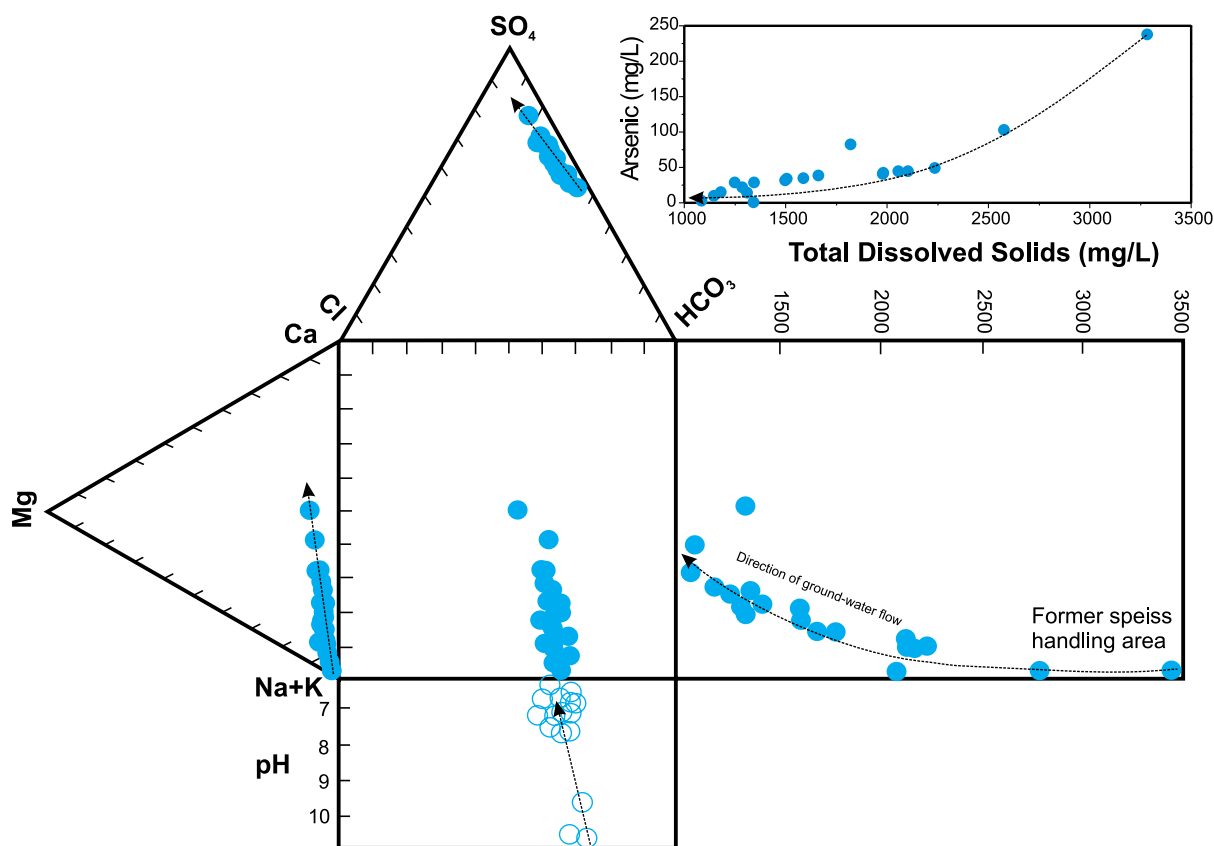 SO4
250
200
150
100
50
0
Arsenic (mg/L)
1000 1500 2000 2500 3000 3500
Total Dissolved Solids (mg/L)
Cl
HCO3
Ca
1500 2000 2500 3000 3500
Mg
Direction of ground-water flow
Former speiss
handling area
Na+K
7
8
pH
9
10